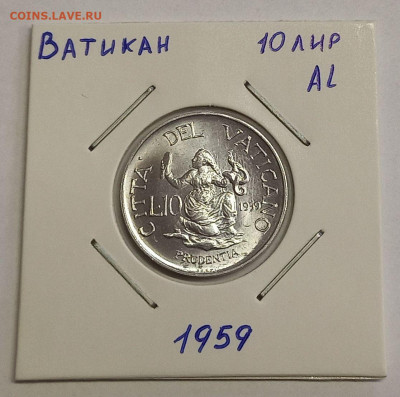 COINS.LAVE.RU
ВАТИКАН 10 ЛИР
AL
CITTA' DEL VATICANO
L.10 1959
PRUDENTIA
1959